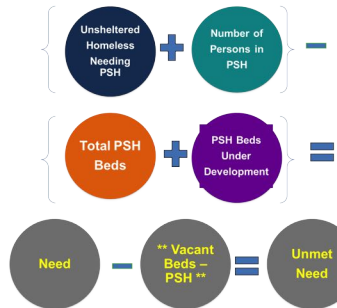 Unsheltered
Homeless
Needing
PSH
+
Number of
Persons in
PSH
−
Total PSH
Beds
+
PSH Beds
Under
Development
=
Need
−
** Vacant
Beds –
PSH **
=
Unmet
Need